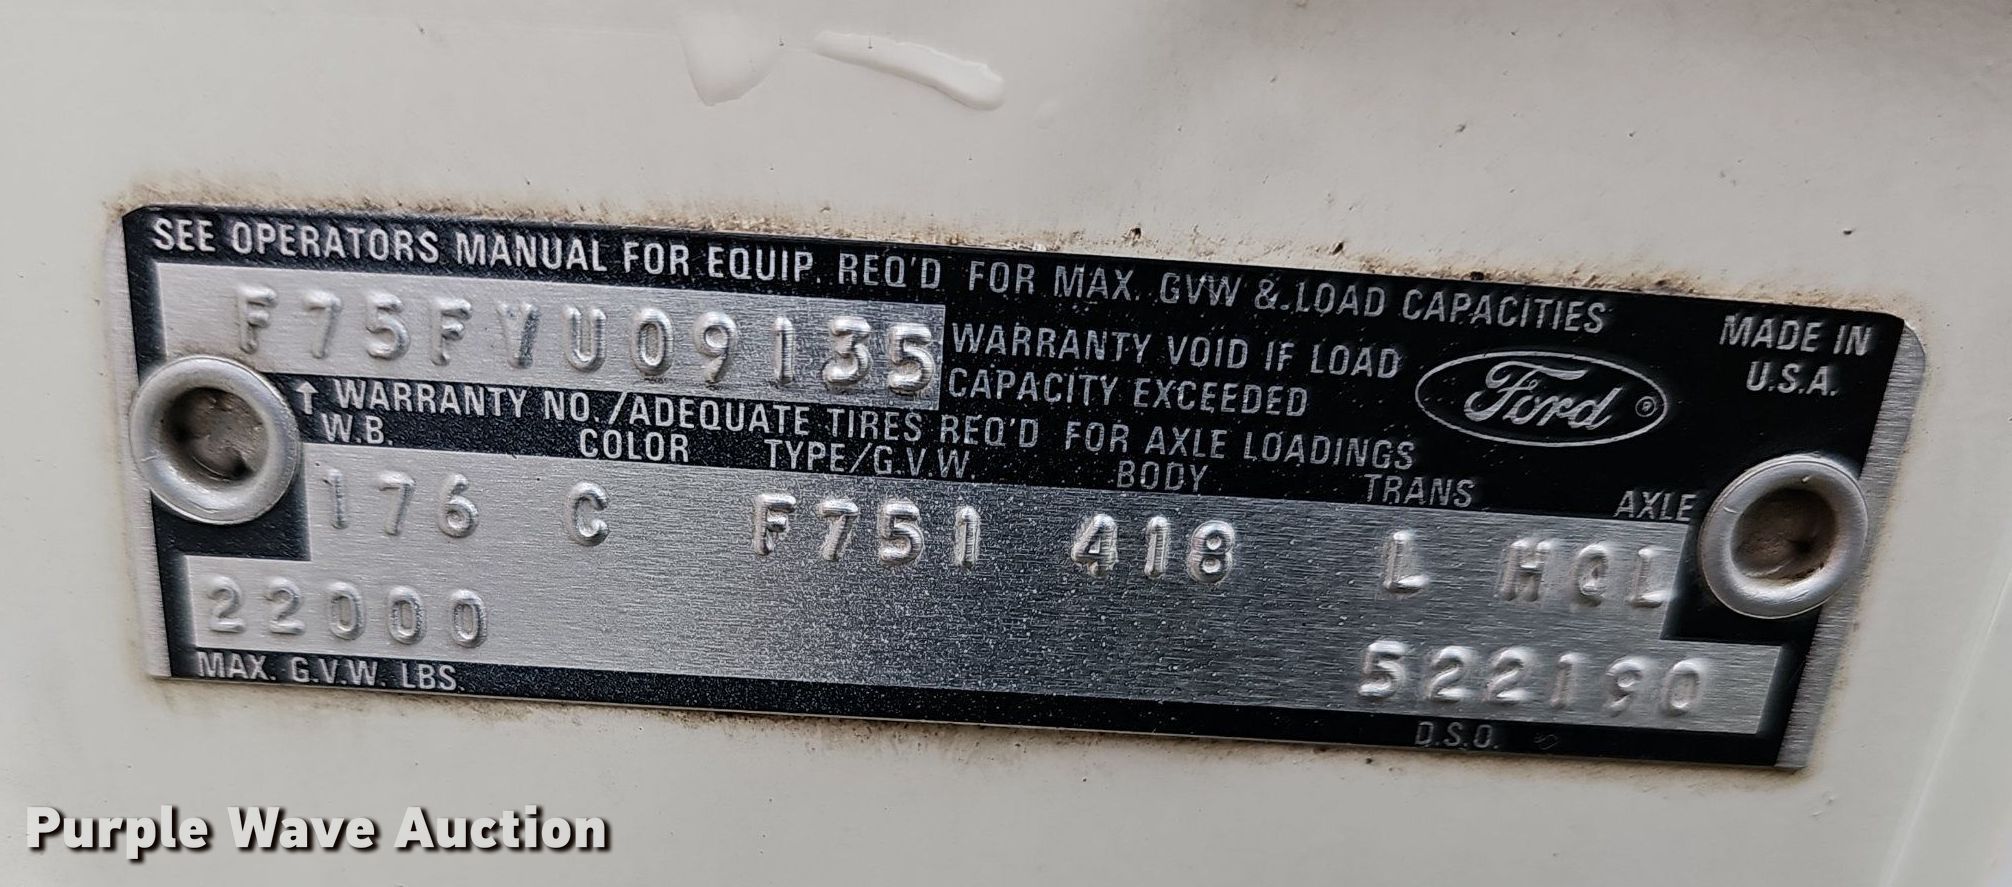 SEE OPERATORS MANUAL FOR EQUIP. REQ'D FOR MAX. GVW & LOAD CAPACITIES
F75FYU09135
WARRANTY VOID IF LOAD
CAPACITY EXCEEDED
Ford ®
MADE IN
U.S.A.
↑ WARRANTY NO./ADEQUATE TIRES REQ'D FOR AXLE LOADINGS
W.B. COLOR TYPE/G.V.W. BODY TRANS AXLE
176 C F751 418 L HQL
22000 522190
MAX. G.V.W. LBS. D.S.O.
Purple Wave Auction